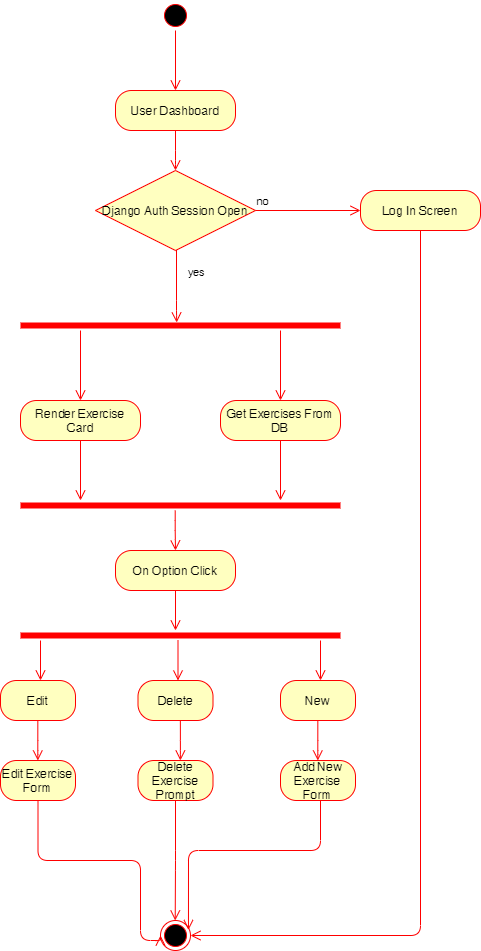 User Dashboard
Django Auth Session Open
no
Log In Screen
yes
Render Exercise
Card
Get Exercises From
DB
On Option Click
Edit
Delete
New
Edit Exercise
Form
Delete
Exercise
Prompt
Add New
Exercise
Form